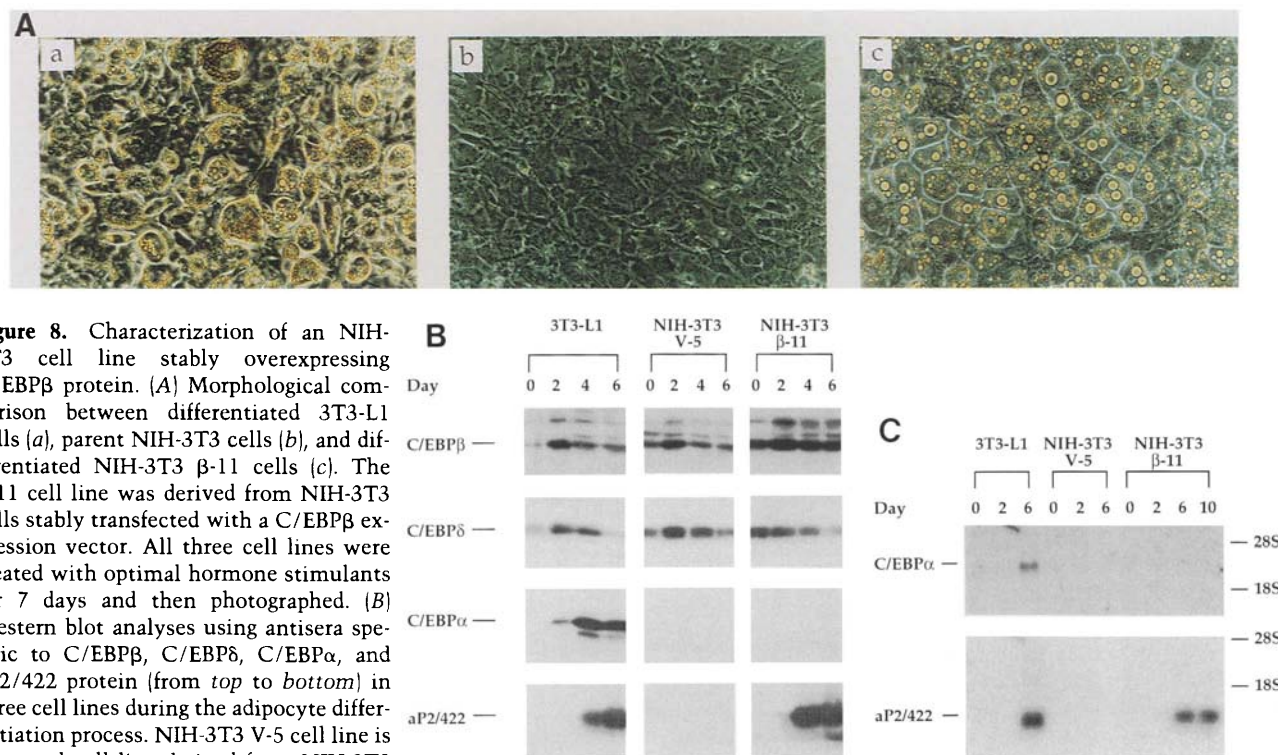 A
a
b
c
gure 8. Characterization of an NIH-
T3 cell line stably overexpressing
EBPβ protein. (A) Morphological com-
rison between differentiated 3T3-L1
lls (a), parent NIH-3T3 cells (b), and dif-
rentiated NIH-3T3 β-11 cells (c). The
11 cell line was derived from NIH-3T3
lls stably transfected with a C/EBPβ ex-
ession vector. All three cell lines were
eated with optimal hormone stimulants
r 7 days and then photographed. (B)
estern blot analyses using antisera spe-
ic to C/EBPβ, C/EBPδ, C/EBPα, and
2/422 protein (from top to bottom) in
ree cell lines during the adipocyte differ-
tiation process. NIH-3T3 V-5 cell line is
B
3T3-L1 NIH-3T3 NIH-3T3
V-5 β-11
Day 0 2 4 6 0 2 4 6 0 2 4 6
C/EBPβ
C/EBPδ
C/EBPα
aP2/422
C
3T3-L1 NIH-3T3 NIH-3T3
V-5 β-11
Day 0 2 6 0 2 6 0 2 6 10
28S
C/EBPα
18S
28S
18S
aP2/422